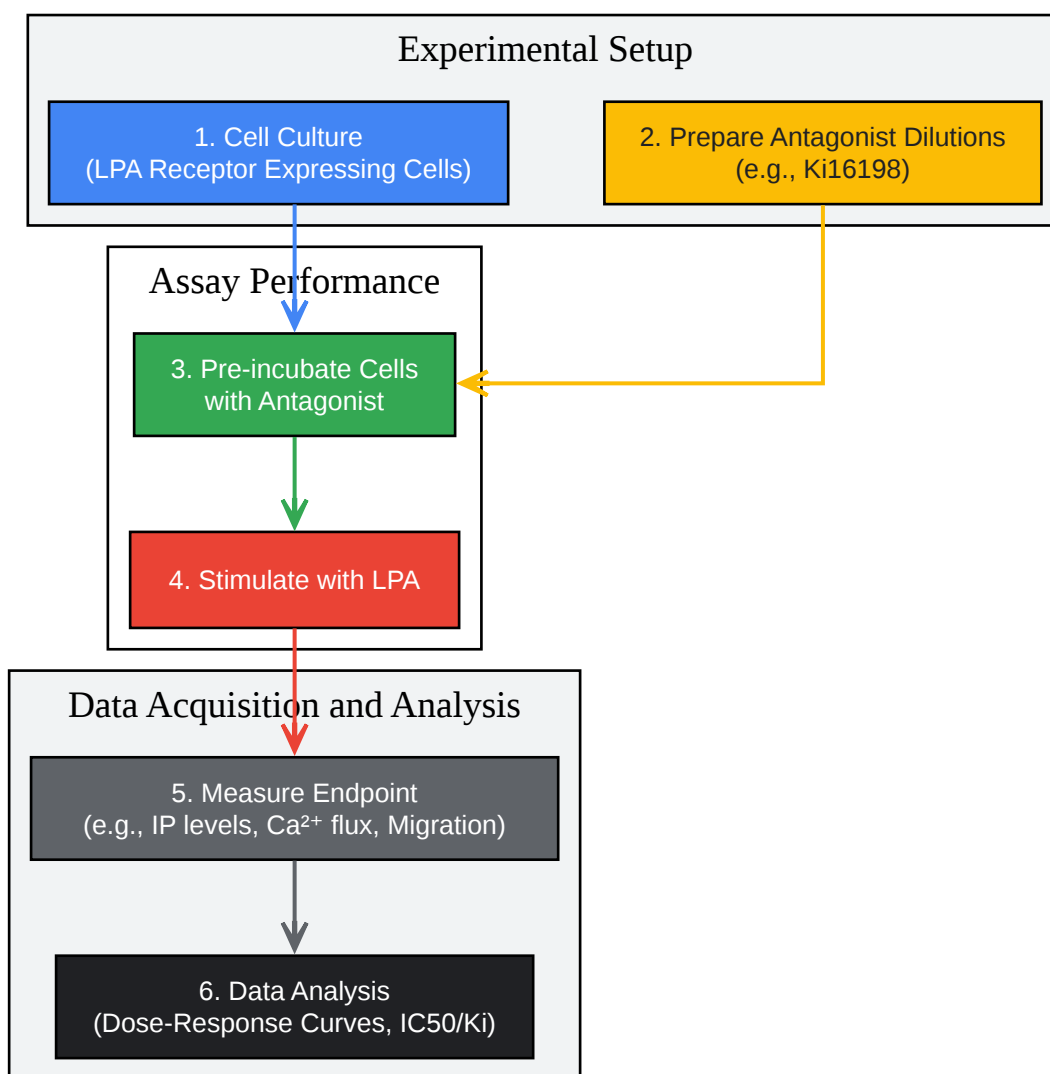 Experimental Setup
1. Cell Culture
(LPA Receptor Expressing Cells)
2. Prepare Antagonist Dilutions
(e.g., Ki16198)
Assay Performance
3. Pre-incubate Cells
with Antagonist
4. Stimulate with LPA
Data Acquisition and Analysis
5. Measure Endpoint
(e.g., IP levels, Ca²⁺ flux, Migration)
6. Data Analysis
(Dose-Response Curves, IC50/Ki)